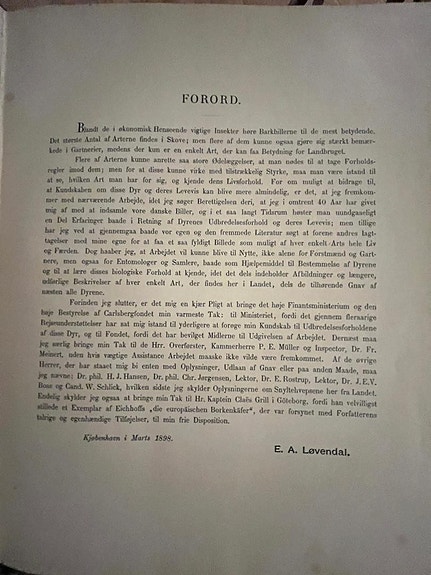 FORORD.
Blandt de i økonomisk Henseende vigtige Insekter høre Barkbillerne til de mest betydende.
Det største Antal af Arterne findes i Skove; men flere af dem kunne ogsaa gjøre sig stærkt bemær-
kede i Gartnerier, medens der kun er en enkelt Art, der kan faa Betydning for Landbruget.
Flere af Arterne kunne anrette saa store Ødelæggelser, at man nødes til at tage Forholds-
regler imod dem; men for at disse kunne virke med tilstrækkelig Styrke, maa man være istand til
at se, hvilken Art man har for sig, og kjende dens Livsforhold. For om muligt at bidrage til,
at Kundskaben om disse Dyr og deres Levevis kan blive mere almindelig, er det, at jeg fremkom-
mer med nærværende Arbejde, idet jeg søger Berettigelsen deri, at jeg i omtrent 40 Aar har givet
mig af med at indsamle vore danske Biller, og i et saa langt Tidsrum høster man uundgaaeligt
en Del Erfaringer baade i Retning af Dyrenes Udbredelsesforhold og deres Levevis; men tillige
har jeg ved at gjennemgaa baade vor egen og den fremmede Literatur søgt at forene andres Iagt-
tagelser med mine egne for at faa et saa fyldigt Billede som muligt af hver enkelt Arts hele Liv
og Færden. Dog haaber jeg, at Arbejdet vil kunne blive til Nytte, ikke alene for Forstmænd og Gart-
nere, men ogsaa for Entomologer og Samlere, baade som Hjælpemiddel til Bestemmelse af Dyrene
og til at lære disses biologiske Forhold at kjende, idet det dels indeholder Afbildninger og længere,
udførlige Beskrivelser af hver enkelt Art, der findes her i Landet, dels de tilhørende Gnav af
næsten alle Dyrene.
Forinden jeg slutter, er det mig en kjær Pligt at bringe det høje Finantsministerium og den
høje Bestyrelse af Carlsbergfondet min varmeste Tak: til Ministeriet, fordi det gjennem fleraarige
Rejseunderstøttelser har sat mig istand til yderligere at forøge min Kundskab til Udbredelsesforholdene
af disse Dyr, og til Fondet, fordi det har bevilget Midlerne til Udgivelsen af Arbejdet. Dernæst maa
jeg særlig bringe min Tak til de Hrr. Overførster, Kammerherre P. E. Müller og Inspector, Dr. Fr.
Meinert, uden hvis vægtige Assistance Arbejdet maaske ikke vilde være fremkommet. Af de øvrige
Herrer, der har staaet mig bi enten med Oplysninger, Udlaan af Gnav eller paa anden Maade, maa
jeg nævne: Dr. phil. H. J. Hansen, Dr. phil. Chr. Jørgensen, Lektor, Dr. E. Rostrup, Lektor, Dr. J. E. V.
Boas og Cand. W. Schlick, hvilken sidste jeg skylder Oplysningerne om Snyltehvepsene her fra Landet.
Endelig skylder jeg ogsaa at bringe min Tak til Hr. Kaptein Claës Grill i Göteborg, fordi han velvilligst
stillede et Exemplar af Eichhoffs „die europäischen Borkenkäfer", der var forsynet med Forfatterens
talrige og egenhændige Tilføjelser, til min frie Disposition.
Kjøbenhavn i Marts 1898.
E. A. Løvendal.